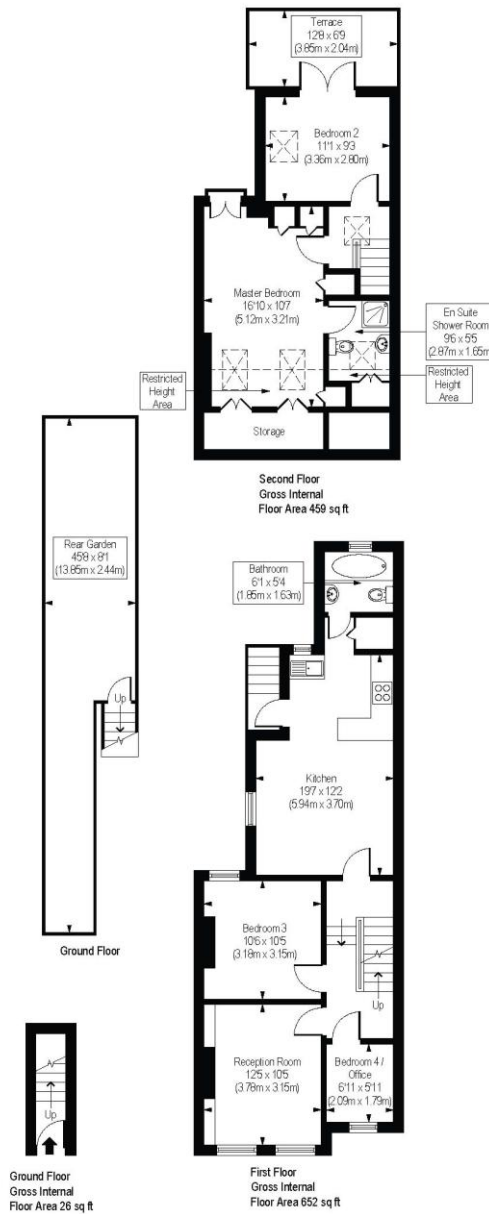 Terrace
12'8 x 6'9
(3.85m x 2.04m)
Bedroom 2
11'1 x 9'3
(3.36m x 2.80m)
Master Bedroom
16'10 x 10'7
(5.12m x 3.21m)
En Suite
Shower Room
9'6 x 5'5
(2.87m x 1.65m)
Restricted
Height
Area
Restricted
Height
Area
Storage
Second Floor
Gross Internal
Floor Area 459 sq ft
Rear Garden
45'8 x 8'1
(13.85m x 2.44m)
Up
Ground Floor
Bathroom
6'1 x 5'4
(1.85m x 1.63m)
Kitchen
19'7 x 12'2
(5.94m x 3.70m)
Bedroom 3
10'6 x 10'5
(3.18m x 3.15m)
Up
Reception Room
12'5 x 10'5
(3.78m x 3.15m)
Bedroom 4 /
Office
6'11 x 5'11
(2.09m x 1.79m)
Up
Ground Floor
Gross Internal
Floor Area 26 sq ft
First Floor
Gross Internal
Floor Area 652 sq ft